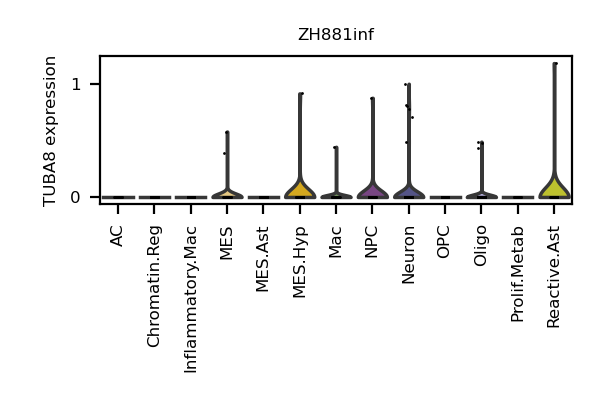 ZH881inf
TUBA8 expression
1
0
AC
Chromatin.Reg
Inflammatory.Mac
MES
MES.Ast
MES.Hyp
Mac
NPC
Neuron
OPC
Oligo
Prolif.Metab
Reactive.Ast